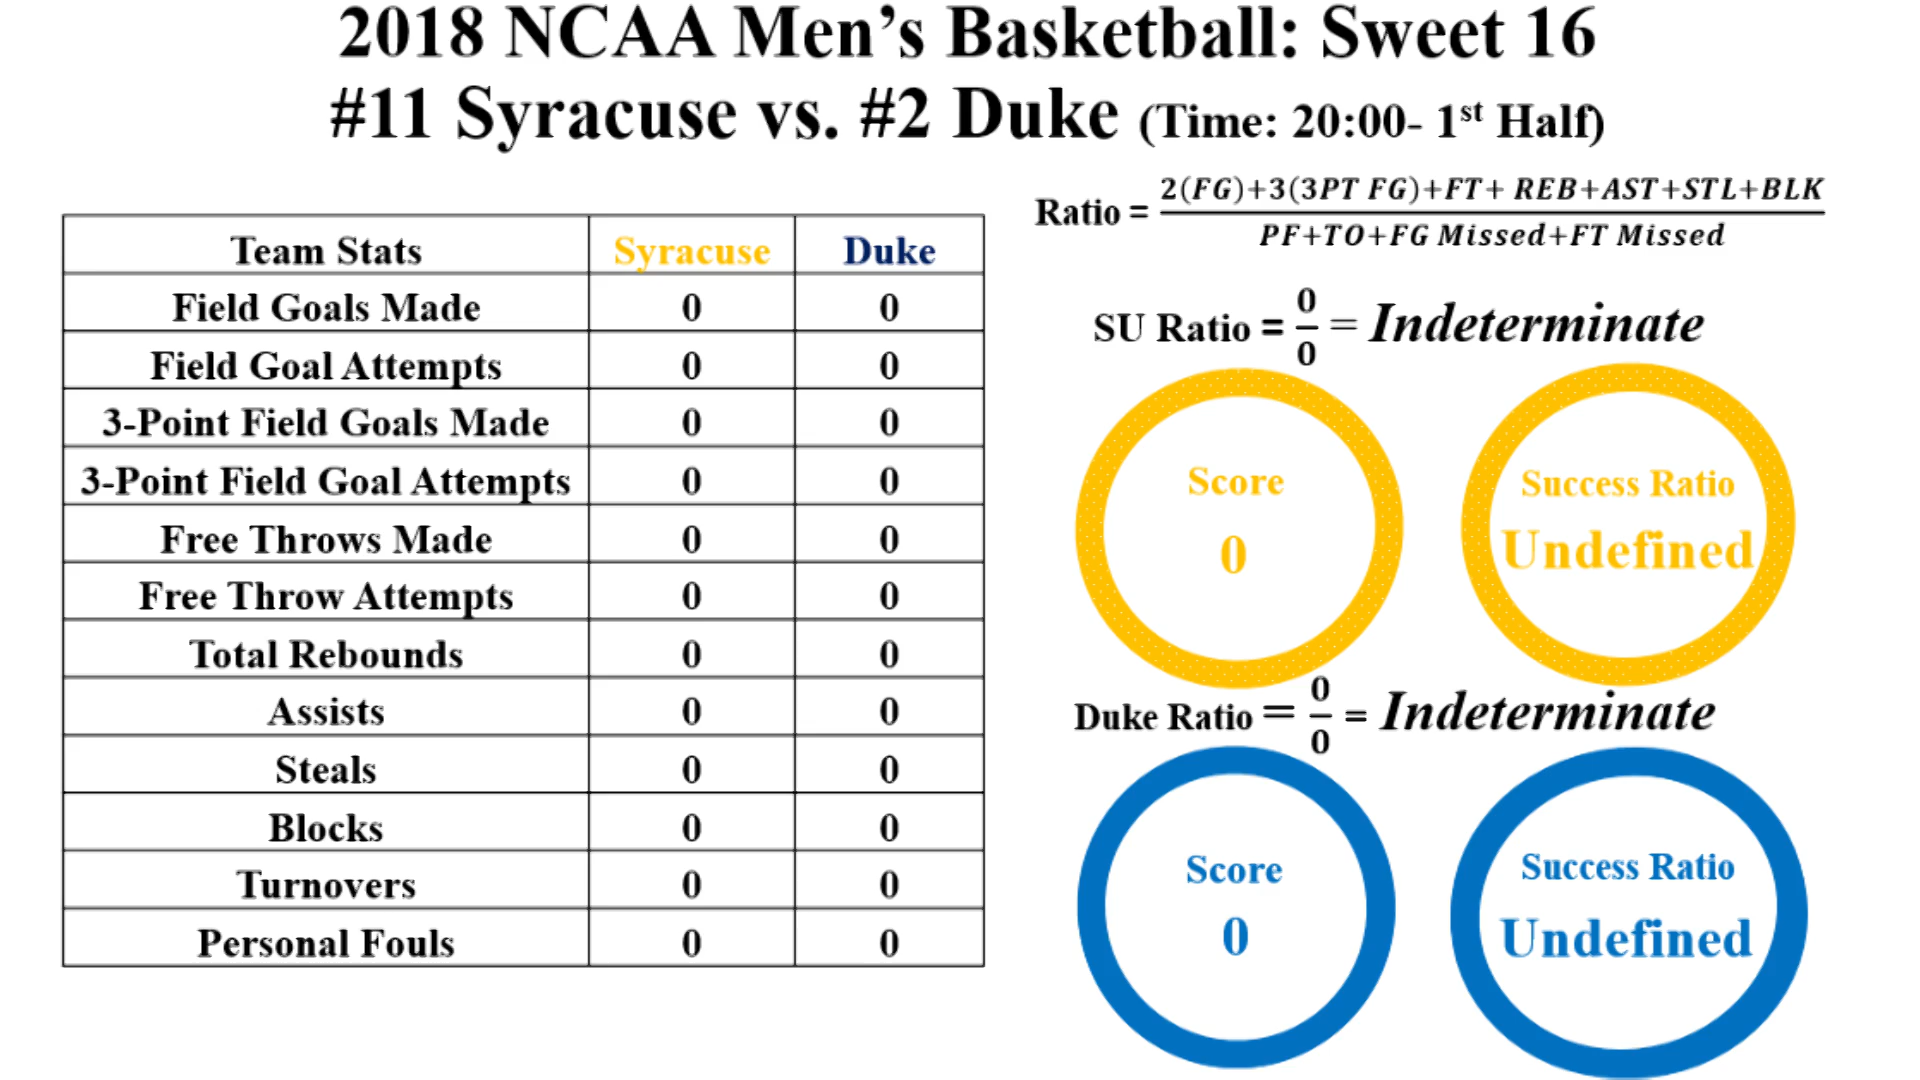 2018 NCAA Men’s Basketball: Sweet 16
#11 Syracuse vs. #2 Duke (Time: 20:00- 1st Half)
Team Stats Syracuse Duke
Field Goals Made 0 0
Field Goal Attempts 0 0
3-Point Field Goals Made 0 0
3-Point Field Goal Attempts 0 0
Free Throws Made 0 0
Free Throw Attempts 0 0
Total Rebounds 0 0
Assists 0 0
Steals 0 0
Blocks 0 0
Turnovers 0 0
Personal Fouls 0 0
Ratio = 2(FG)+3(3PT FG)+FT+ REB+AST+STL+BLK
PF+TO+FG Missed+FT Missed
SU Ratio = 0/0 = Indeterminate
Score
0
Success Ratio
Undefined
Duke Ratio = 0/0 = Indeterminate
Score
0
Success Ratio
Undefined